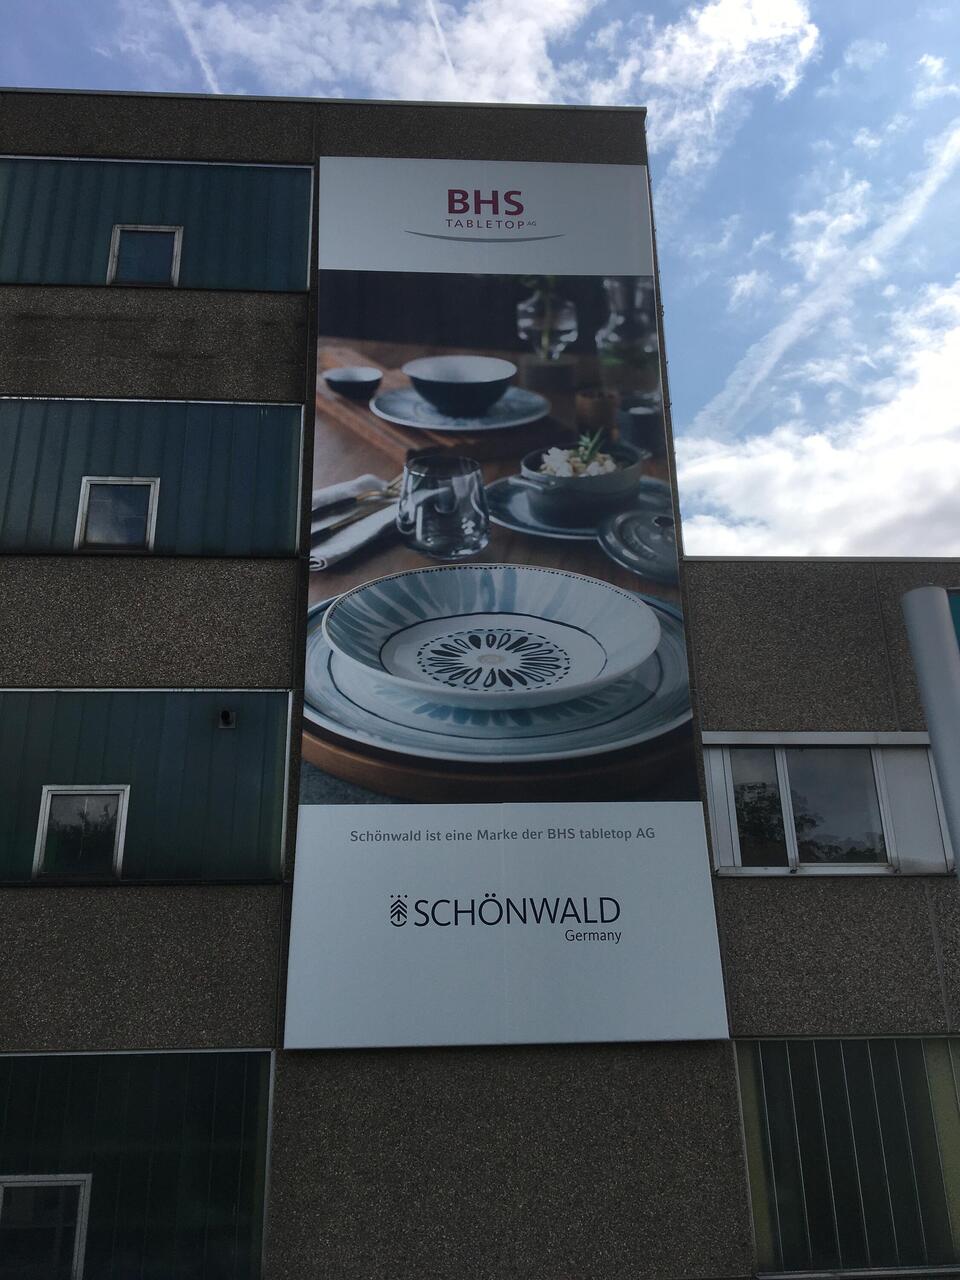 BHS
TABLETOP AG
Schönwald ist eine Marke der BHS tabletop AG
SCHÖNWALD
Germany